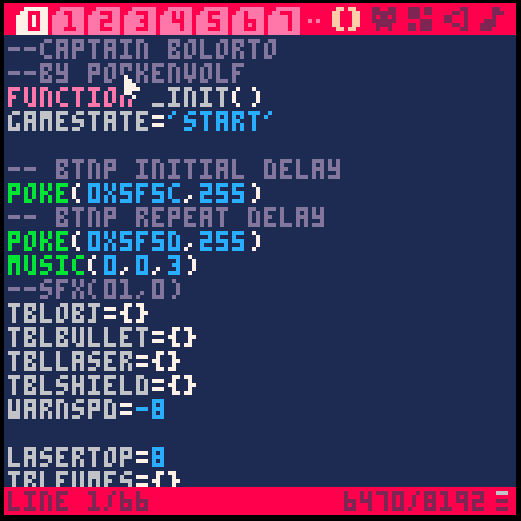 0 1 2 3 4 5 6 7 ·· ()
--CAPTAIN BOLORTO
--BY POCKENWOLF
FUNCTION _INIT()
GAMESTATE='START'
-- BTNP INITIAL DELAY
POKE(0X5F5C,255)
-- BTNP REPEAT DELAY
POKE(0X5F5D,255)
MUSIC(0,0,3)
--SFX(01,0)
TBLOBJ={}
TBLBULLET={}
TBLLASER={}
TBLSHIELD={}
WARNSPD=-8
LASERTOP=8
TBLFUMES={}
LINE 1/66 6470/8192